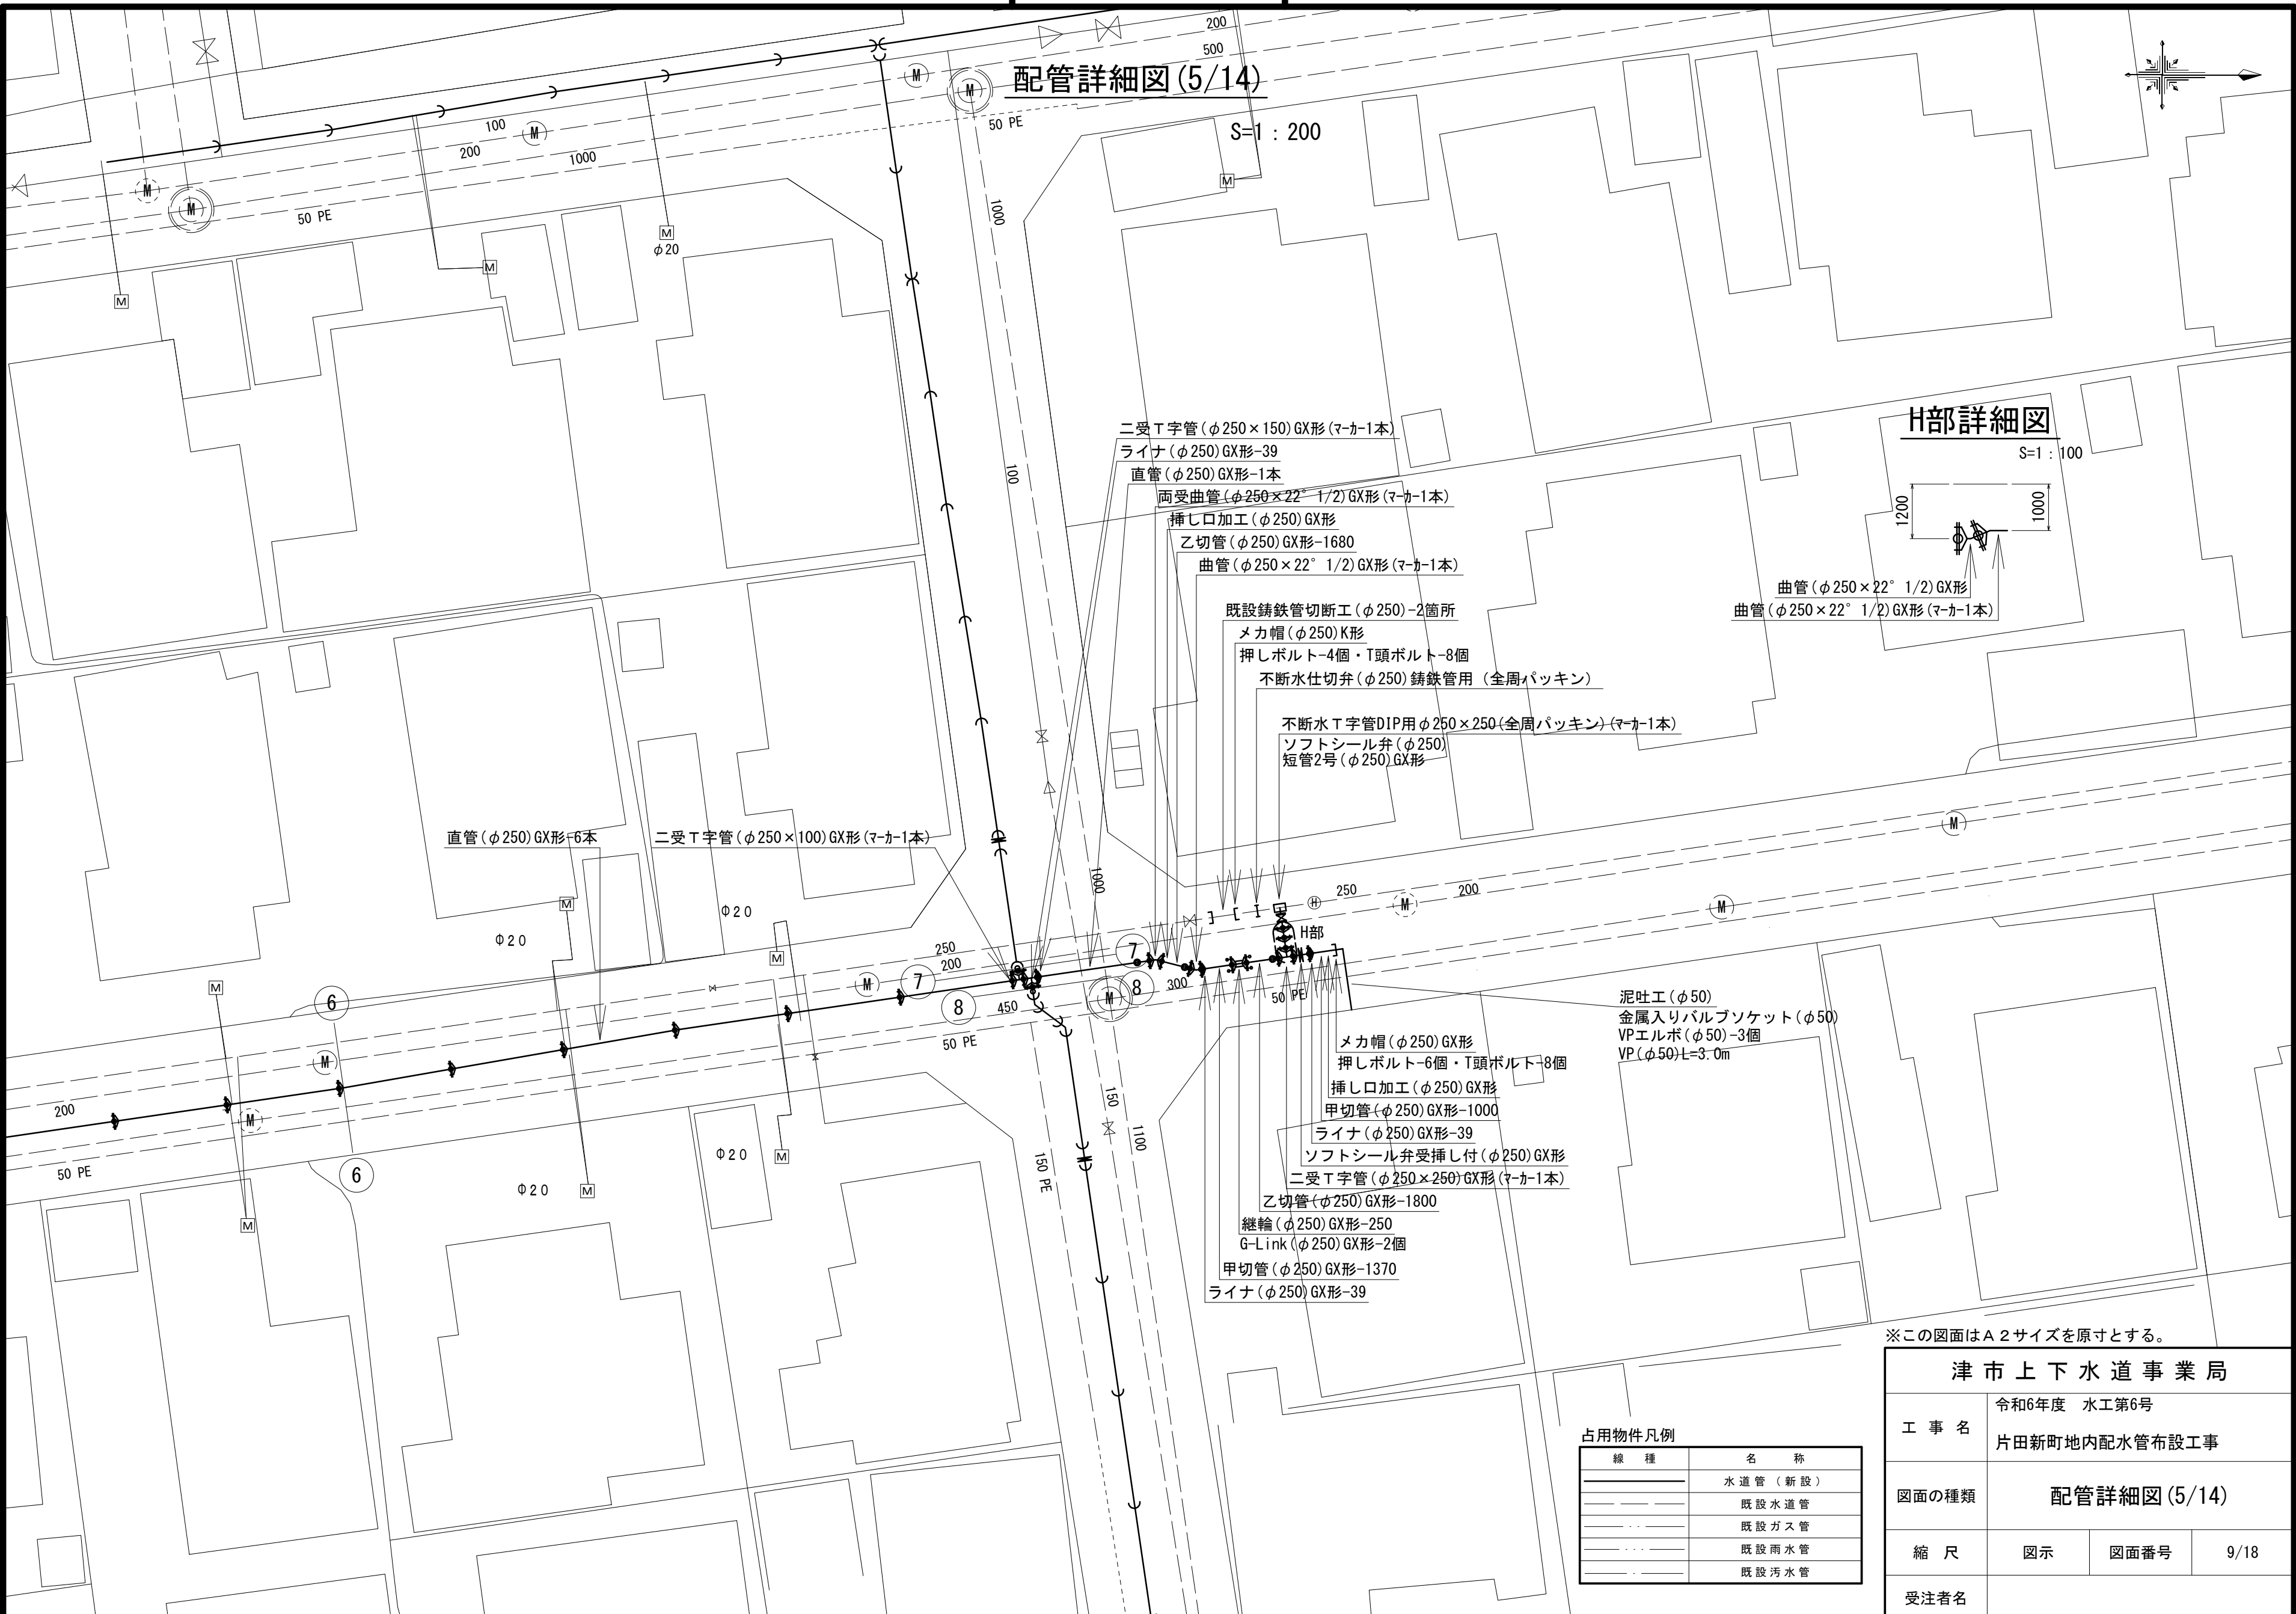 配管詳細図(5/14)
S=1：200
200
500
50 PE
100
200
1000
50 PE
φ20
M
M
M
M
M
M
M
M
M
1000
100
H部詳細図
S=1：100
1200
1000
曲管(φ250×22°1/2)GX形
曲管(φ250×22°1/2)GX形(マーカー1本)
二受T字管(φ250×150)GX形(マーカー1本)
ライナ(φ250)GX形-39
直管(φ250)GX形-1本
両受曲管(φ250×22°1/2)GX形(マーカー1本)
挿し口加工(φ250)GX形
乙切管(φ250)GX形-1680
曲管(φ250×22°1/2)GX形(マーカー1本)
既設鋳鉄管切断工(φ250)-2箇所
メカ帽(φ250)K形
押しボルト-4個・T頭ボルト-8個
不断水仕切弁(φ250)鋳鉄管用（全周パッキン）
不断水T字管DIP用φ250×250(全周パッキン)(マーカー1本)
ソフトシール弁(φ250)
短管2号(φ250)GX形
直管(φ250)GX形-6本
二受T字管(φ250×100)GX形(マーカー1本)
1000
250
200
H
M
M
M
H部
Φ20
Φ20
M
M
M
250
200
7
7
8
8
450
300
50 PE
50 PE
M
M
6
6
M
M
200
50 PE
Φ20
Φ20
M
M
M
150
1100
150 PE
泥吐工(φ50)
金属入りバルブソケット(φ50)
VPエルボ(φ50)-3個
VP(φ50)L=3.0m
メカ帽(φ250)GX形
押しボルト-6個・T頭ボルト-8個
挿し口加工(φ250)GX形
甲切管(φ250)GX形-1000
ライナ(φ250)GX形-39
ソフトシール弁受挿し付(φ250)GX形
二受T字管(φ250×250)GX形(マーカー1本)
乙切管(φ250)GX形-1800
継輪(φ250)GX形-250
G-Link(φ250)GX形-2個
甲切管(φ250)GX形-1370
ライナ(φ250)GX形-39
※この図面はA2サイズを原寸とする。
津市上下水道事業局
工事名
令和6年度　水工第6号
片田新町地内配水管布設工事
図面の種類 配管詳細図(5/14)
縮尺 図示 図面番号 9/18
受注者名
占用物件凡例
線種 名称
水道管（新設）
既設水道管
既設ガス管
既設雨水管
既設汚水管